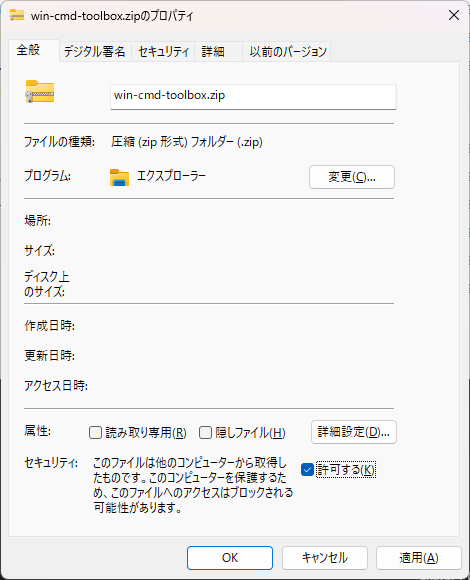 win-cmd-toolbox.zipのプロパティ
全般 デジタル署名 セキュリティ 詳細 以前のバージョン
win-cmd-toolbox.zip
ファイルの種類: 圧縮 (zip 形式) フォルダー (.zip)
プログラム: エクスプローラー 変更(C)...
場所:
サイズ:
ディスク上
のサイズ:
作成日時:
更新日時:
アクセス日時:
属性: 読み取り専用(R) 隠しファイル(H) 詳細設定(D)...
セキュリティ: このファイルは他のコンピューターから取得し 許可する(K)
たものです。このコンピューターを保護するた
め、このファイルへのアクセスはブロックされる
可能性があります。
OK キャンセル 適用(A)